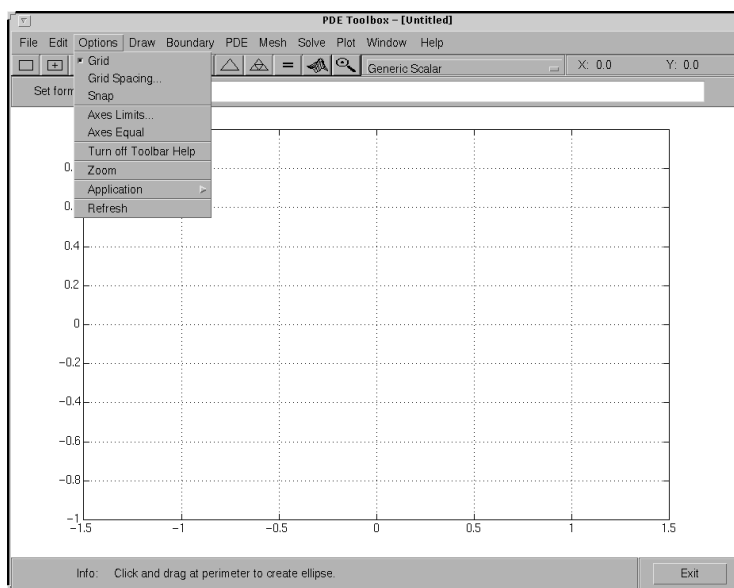 PDE Toolbox – [Untitled]
File Edit Options Draw Boundary PDE Mesh Solve Plot Window Help
Generic Scalar X: 0.0 Y: 0.0
Grid
Grid Spacing...
Snap
Axes Limits...
Axes Equal
Turn off Toolbar Help
Zoom
Application
Refresh
Set form
0.
0.
0.4
0.2
0
−0.2
−0.4
−0.6
−0.8
−1
−1.5 −1 −0.5 0 0.5 1 1.5
Info: Click and drag at perimeter to create ellipse.
Exit